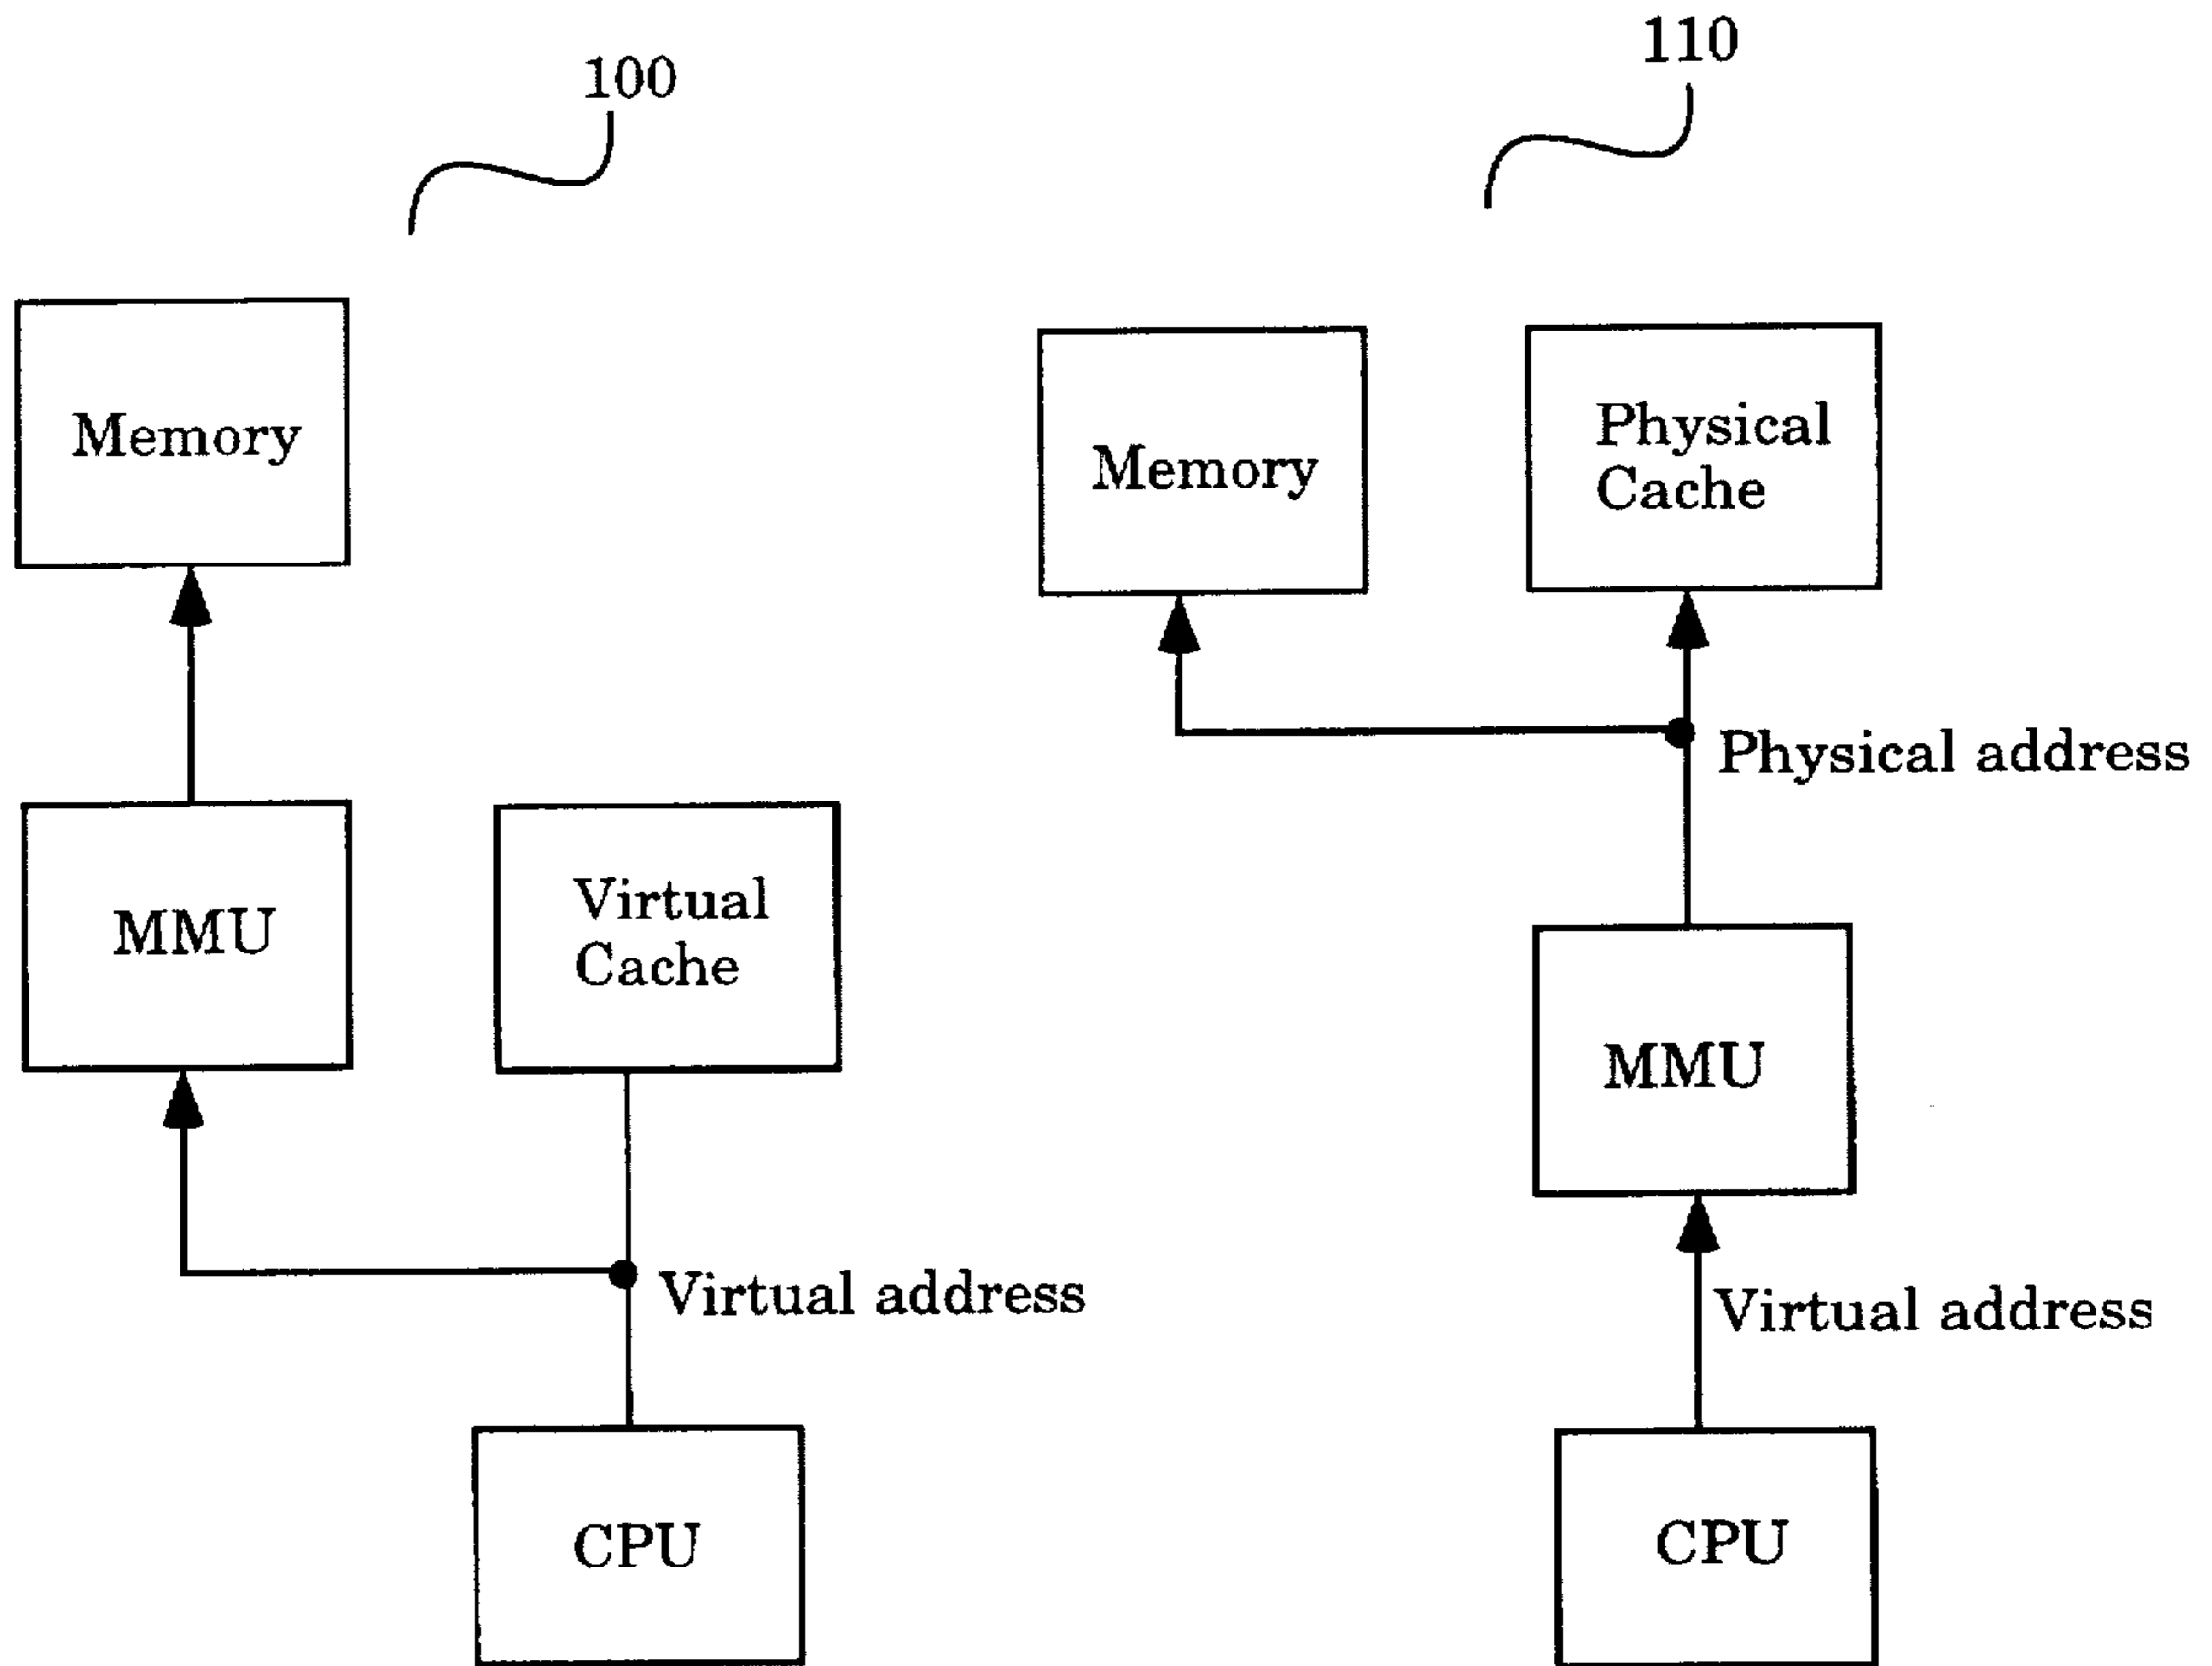 100
Memory
MMU
Virtual
Cache
Virtual address
CPU
110
Memory
Physical
Cache
Physical address
MMU
Virtual address
CPU